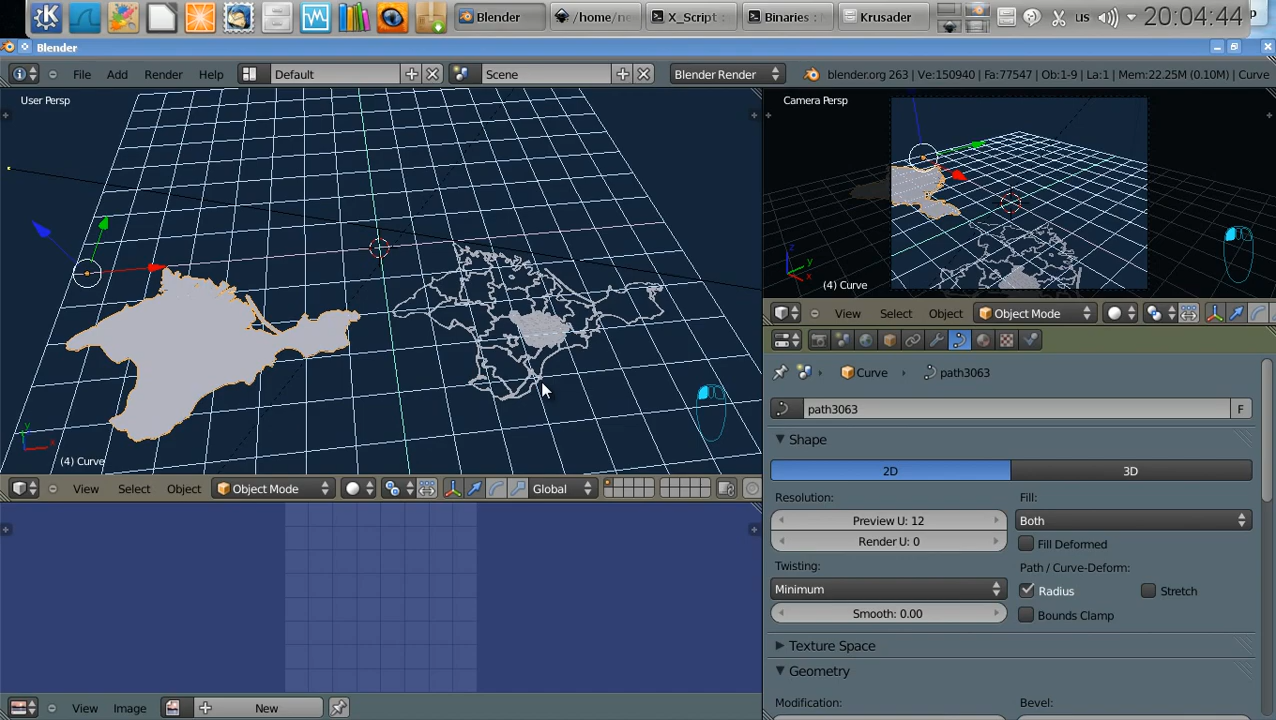 Blender
/home/ne
X_Script
Binaries
Krusader
us
20:04:44
Blender
File Add Render Help
Default
Scene
Blender Render
blender.org 263 | Ve:150940 | Fa:77547 | Ob:1-9 | La:1 | Mem:22.25M (0.10M) | Curve
User Persp
Camera Persp
(4) Curve
View Select Object
Object Mode
Curve
path3063
path3063
F
Shape
2D
3D
Resolution:
Fill:
Preview U: 12
Both
Render U: 0
Fill Deformed
Twisting:
Path / Curve-Deform:
Minimum
Radius
Stretch
Smooth: 0.00
Bounds Clamp
Texture Space
Geometry
Modification:
Bevel:
(4) Curve
View Select Object
Object Mode
Global
View Image
New